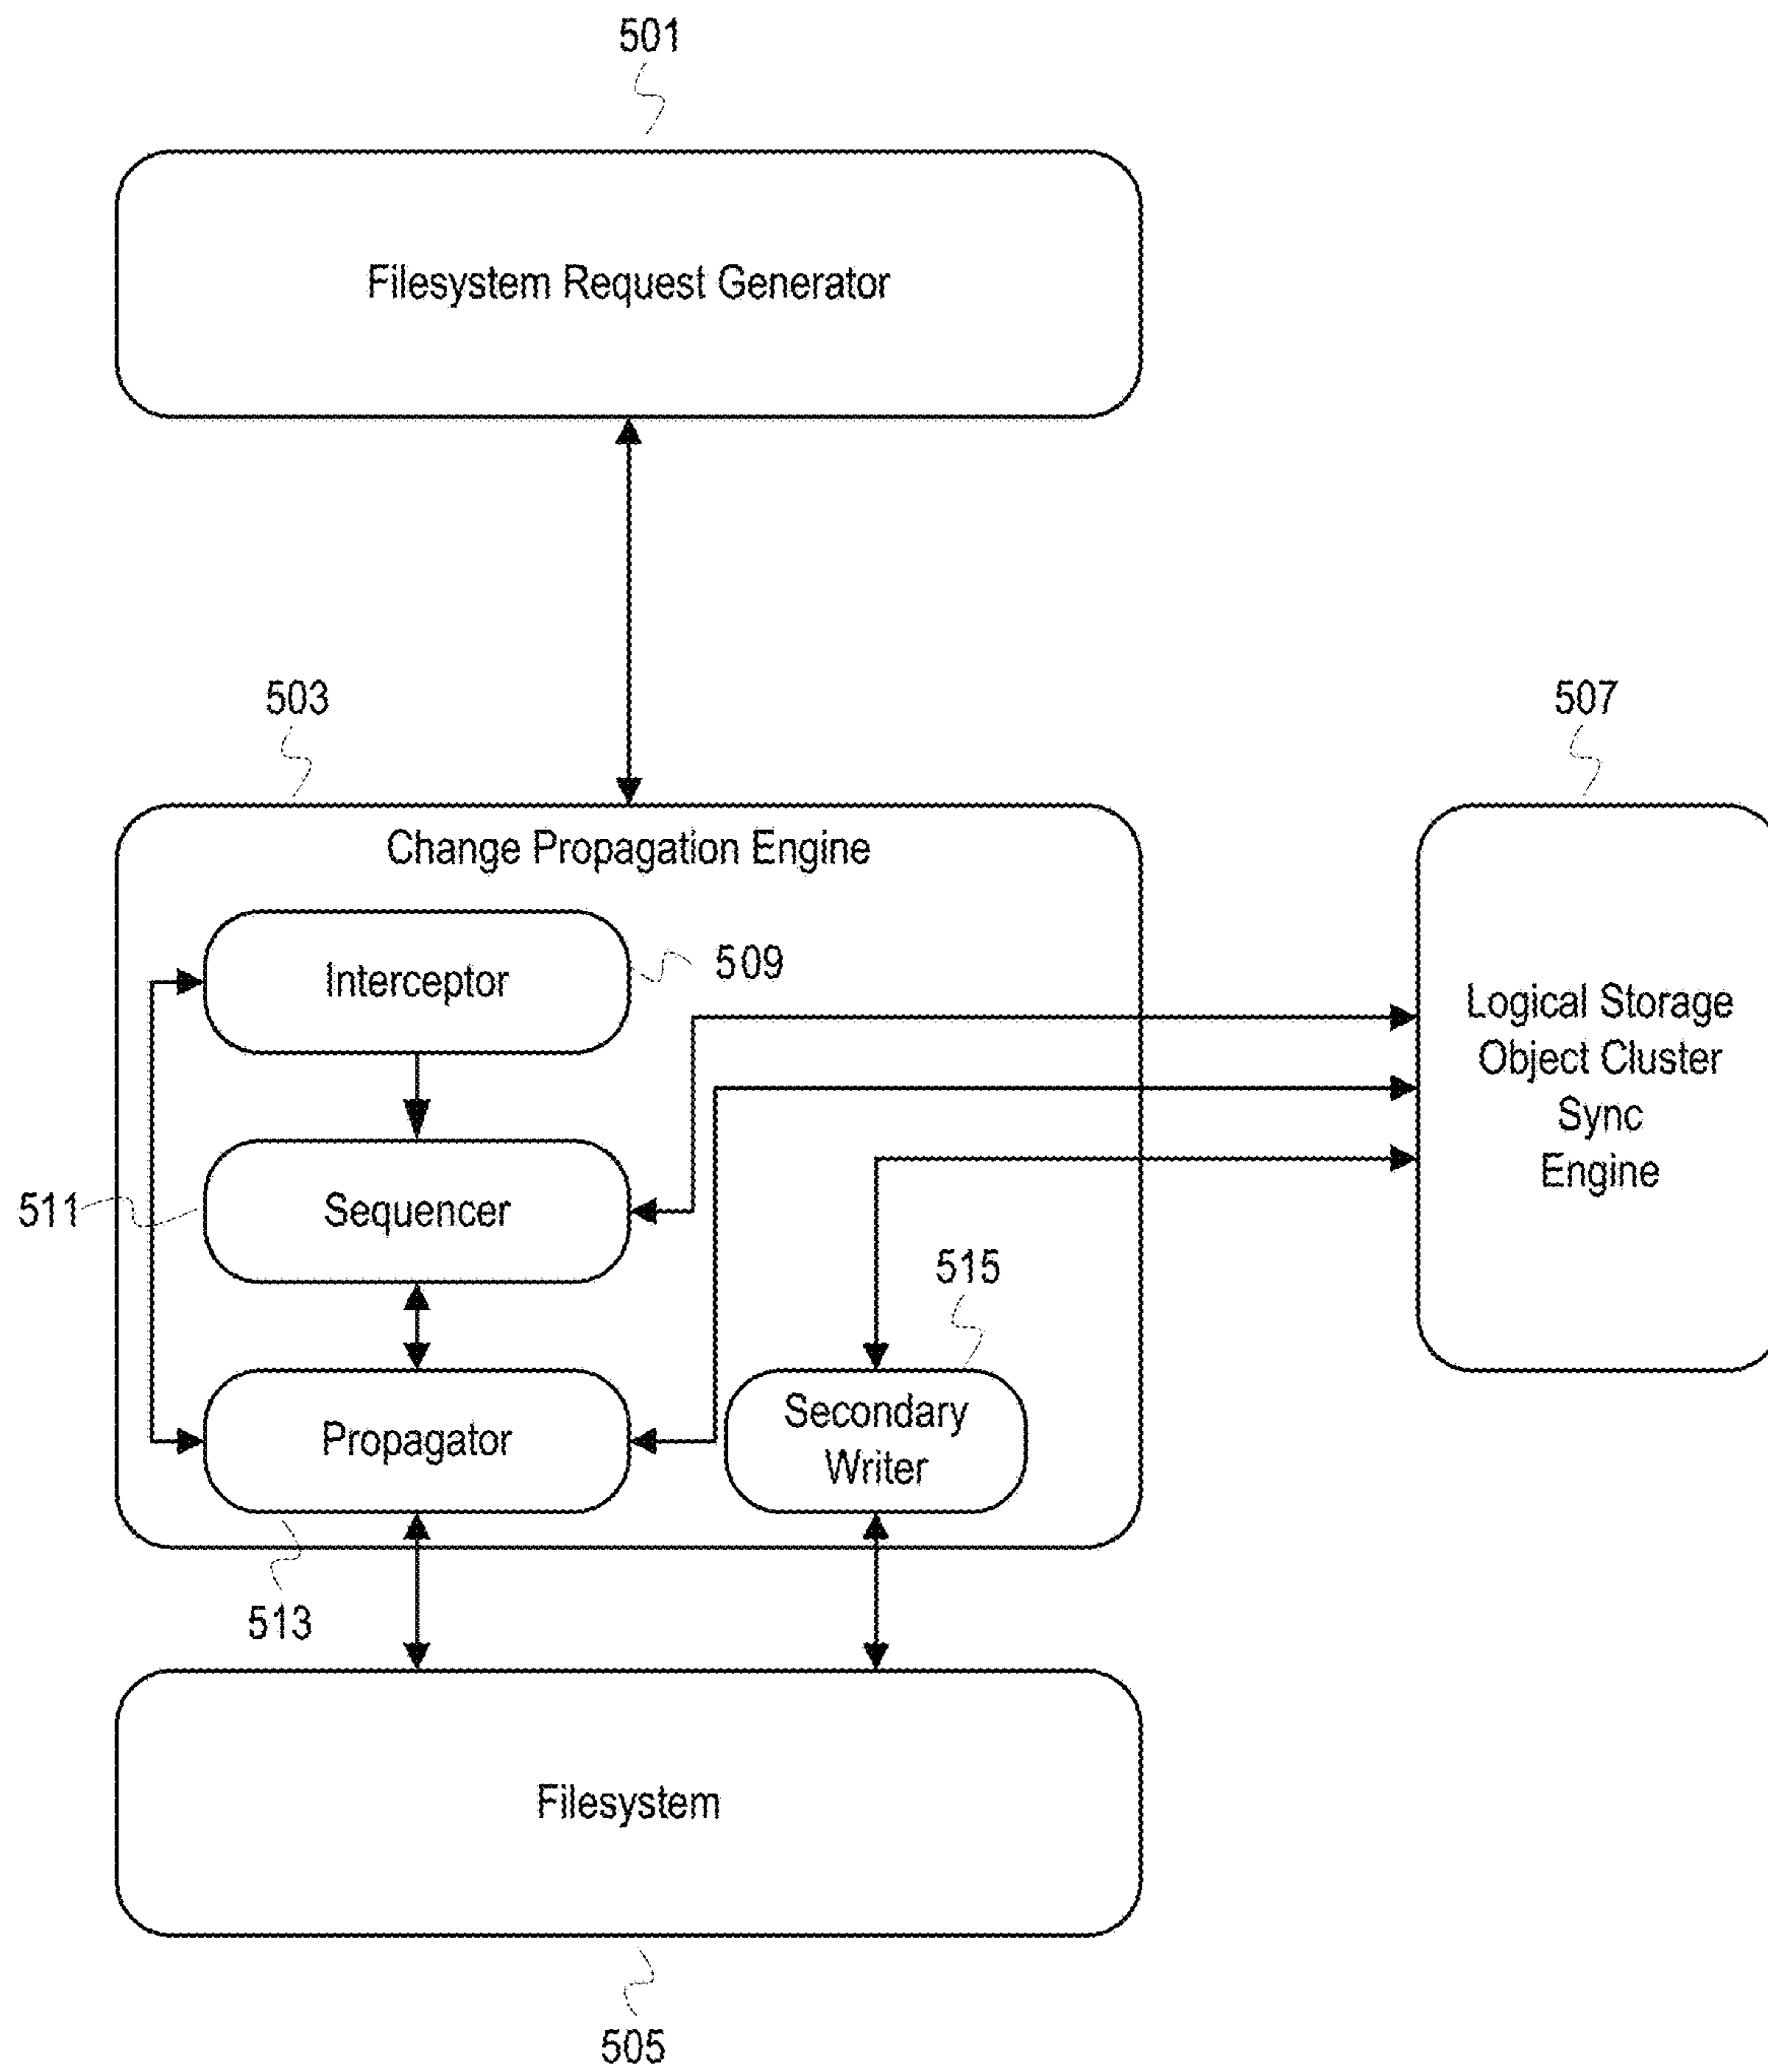 501
Filesystem Request Generator
503
507
Change Propagation Engine
Interceptor
509
Logical Storage
Object Cluster
Sync
Engine
511
Sequencer
515
Propagator
Secondary
Writer
513
Filesystem
505